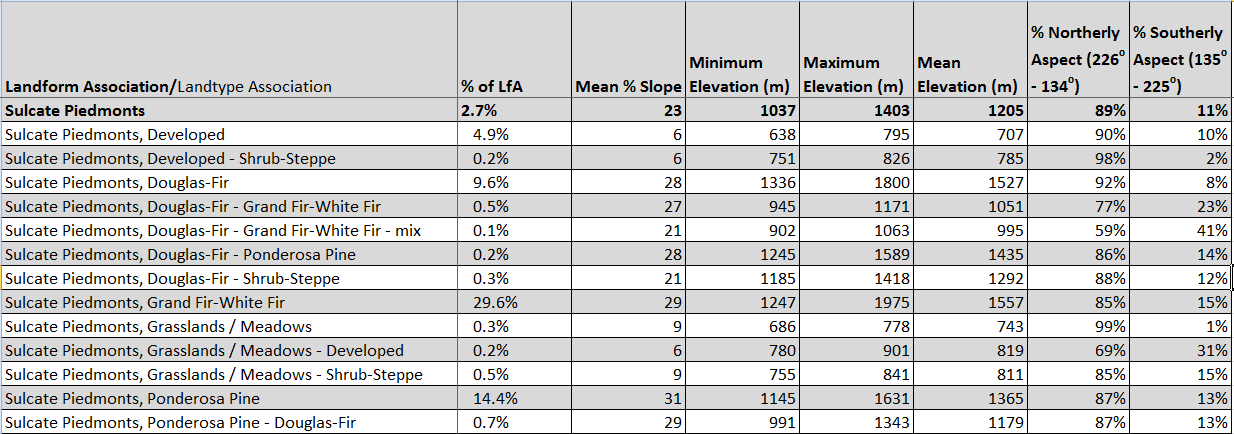 Landform Association/Landtype Association | % of LfA | Mean % Slope | Minimum Elevation (m) | Maximum Elevation (m) | Mean Elevation (m) | % Northerly Aspect (226° - 134°) | % Southerly Aspect (135° - 225°)
Sulcate Piedmonts | 2.7% | 23 | 1037 | 1403 | 1205 | 89% | 11%
Sulcate Piedmonts, Developed | 4.9% | 6 | 638 | 795 | 707 | 90% | 10%
Sulcate Piedmonts, Developed - Shrub-Steppe | 0.2% | 6 | 751 | 826 | 785 | 98% | 2%
Sulcate Piedmonts, Douglas-Fir | 9.6% | 28 | 1336 | 1800 | 1527 | 92% | 8%
Sulcate Piedmonts, Douglas-Fir - Grand Fir-White Fir | 0.5% | 27 | 945 | 1171 | 1051 | 77% | 23%
Sulcate Piedmonts, Douglas-Fir - Grand Fir-White Fir - mix | 0.1% | 21 | 902 | 1063 | 995 | 59% | 41%
Sulcate Piedmonts, Douglas-Fir - Ponderosa Pine | 0.2% | 28 | 1245 | 1589 | 1435 | 86% | 14%
Sulcate Piedmonts, Douglas-Fir - Shrub-Steppe | 0.3% | 21 | 1185 | 1418 | 1292 | 88% | 12%
Sulcate Piedmonts, Grand Fir-White Fir | 29.6% | 29 | 1247 | 1975 | 1557 | 85% | 15%
Sulcate Piedmonts, Grasslands / Meadows | 0.3% | 9 | 686 | 778 | 743 | 99% | 1%
Sulcate Piedmonts, Grasslands / Meadows - Developed | 0.2% | 6 | 780 | 901 | 819 | 69% | 31%
Sulcate Piedmonts, Grasslands / Meadows - Shrub-Steppe | 0.5% | 9 | 755 | 841 | 811 | 85% | 15%
Sulcate Piedmonts, Ponderosa Pine | 14.4% | 31 | 1145 | 1631 | 1365 | 87% | 13%
Sulcate Piedmonts, Ponderosa Pine - Douglas-Fir | 0.7% | 29 | 991 | 1343 | 1179 | 87% | 13%